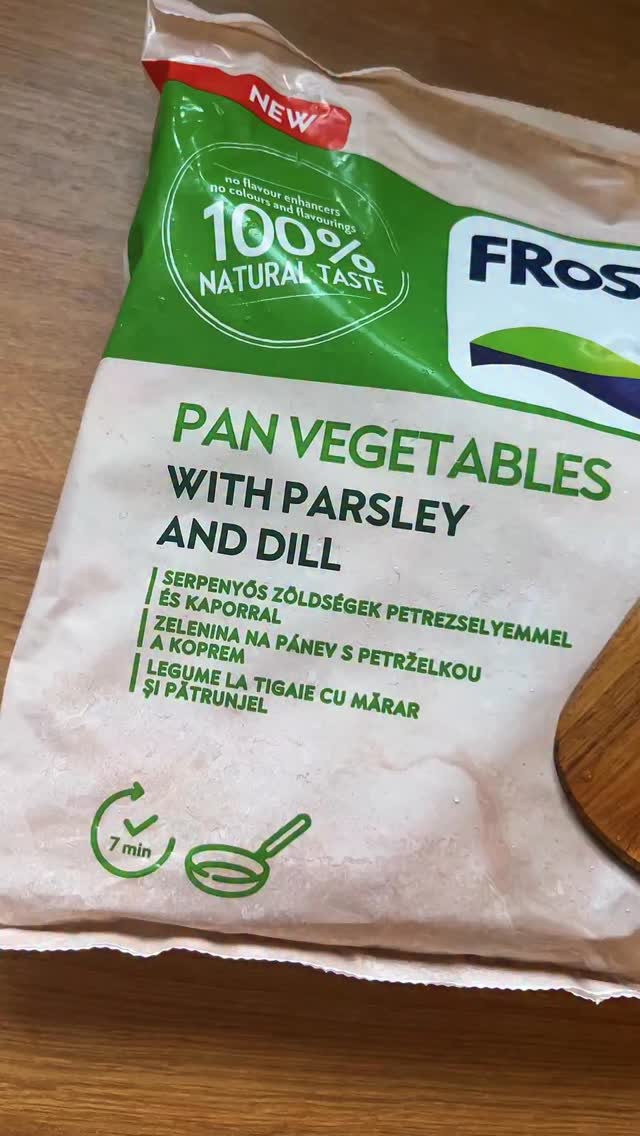 NEW
no flavour enhancers
no colours and flavourings
100%
NATURAL TASTE
FRos
PAN VEGETABLES
WITH PARSLEY
AND DILL
SERPENYŐS ZÖLDSÉGEK PETREZSELYEMMEL
ÉS KAPORRAL
ZELENINA NA PÁNEV S PETRŽELKOU
A KOPREM
LEGUME LA TIGAIE CU MĂRAR
ȘI PĂTRUNJEL
7 min